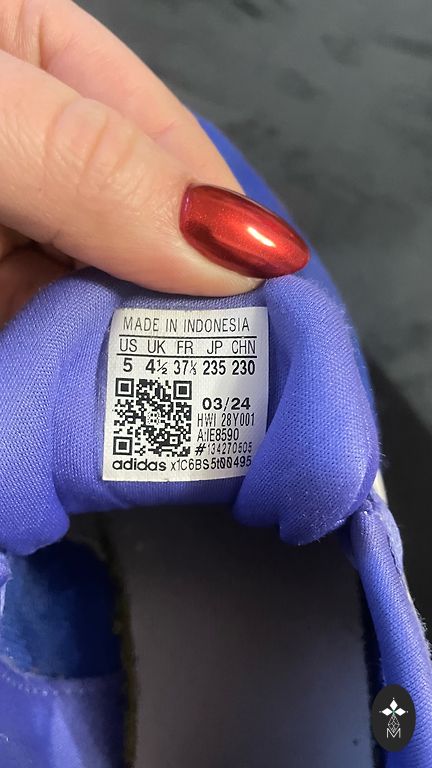 MADE IN INDONESIA
US UK FR JP CHN
5 4½ 37⅓ 235 230
03/24
HWI 28Y001
A:IE8590
#134270505
adidas x1C6BS5t00495
M